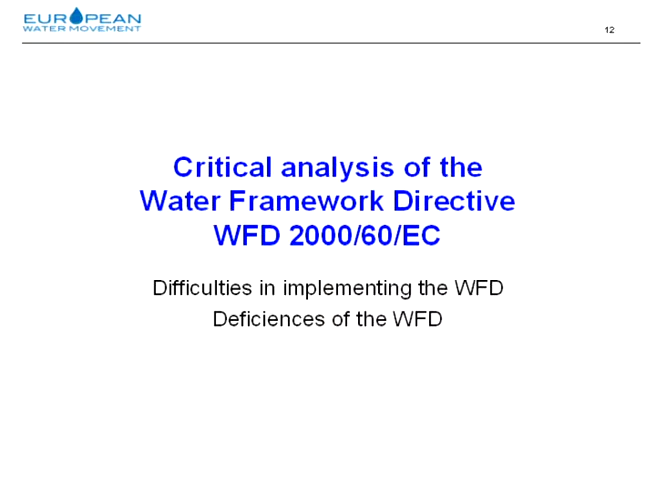 EUROPEAN
WATER MOVEMENT
12
Critical analysis of the
Water Framework Directive
WFD 2000/60/EC
Difficulties in implementing the WFD
Deficiences of the WFD